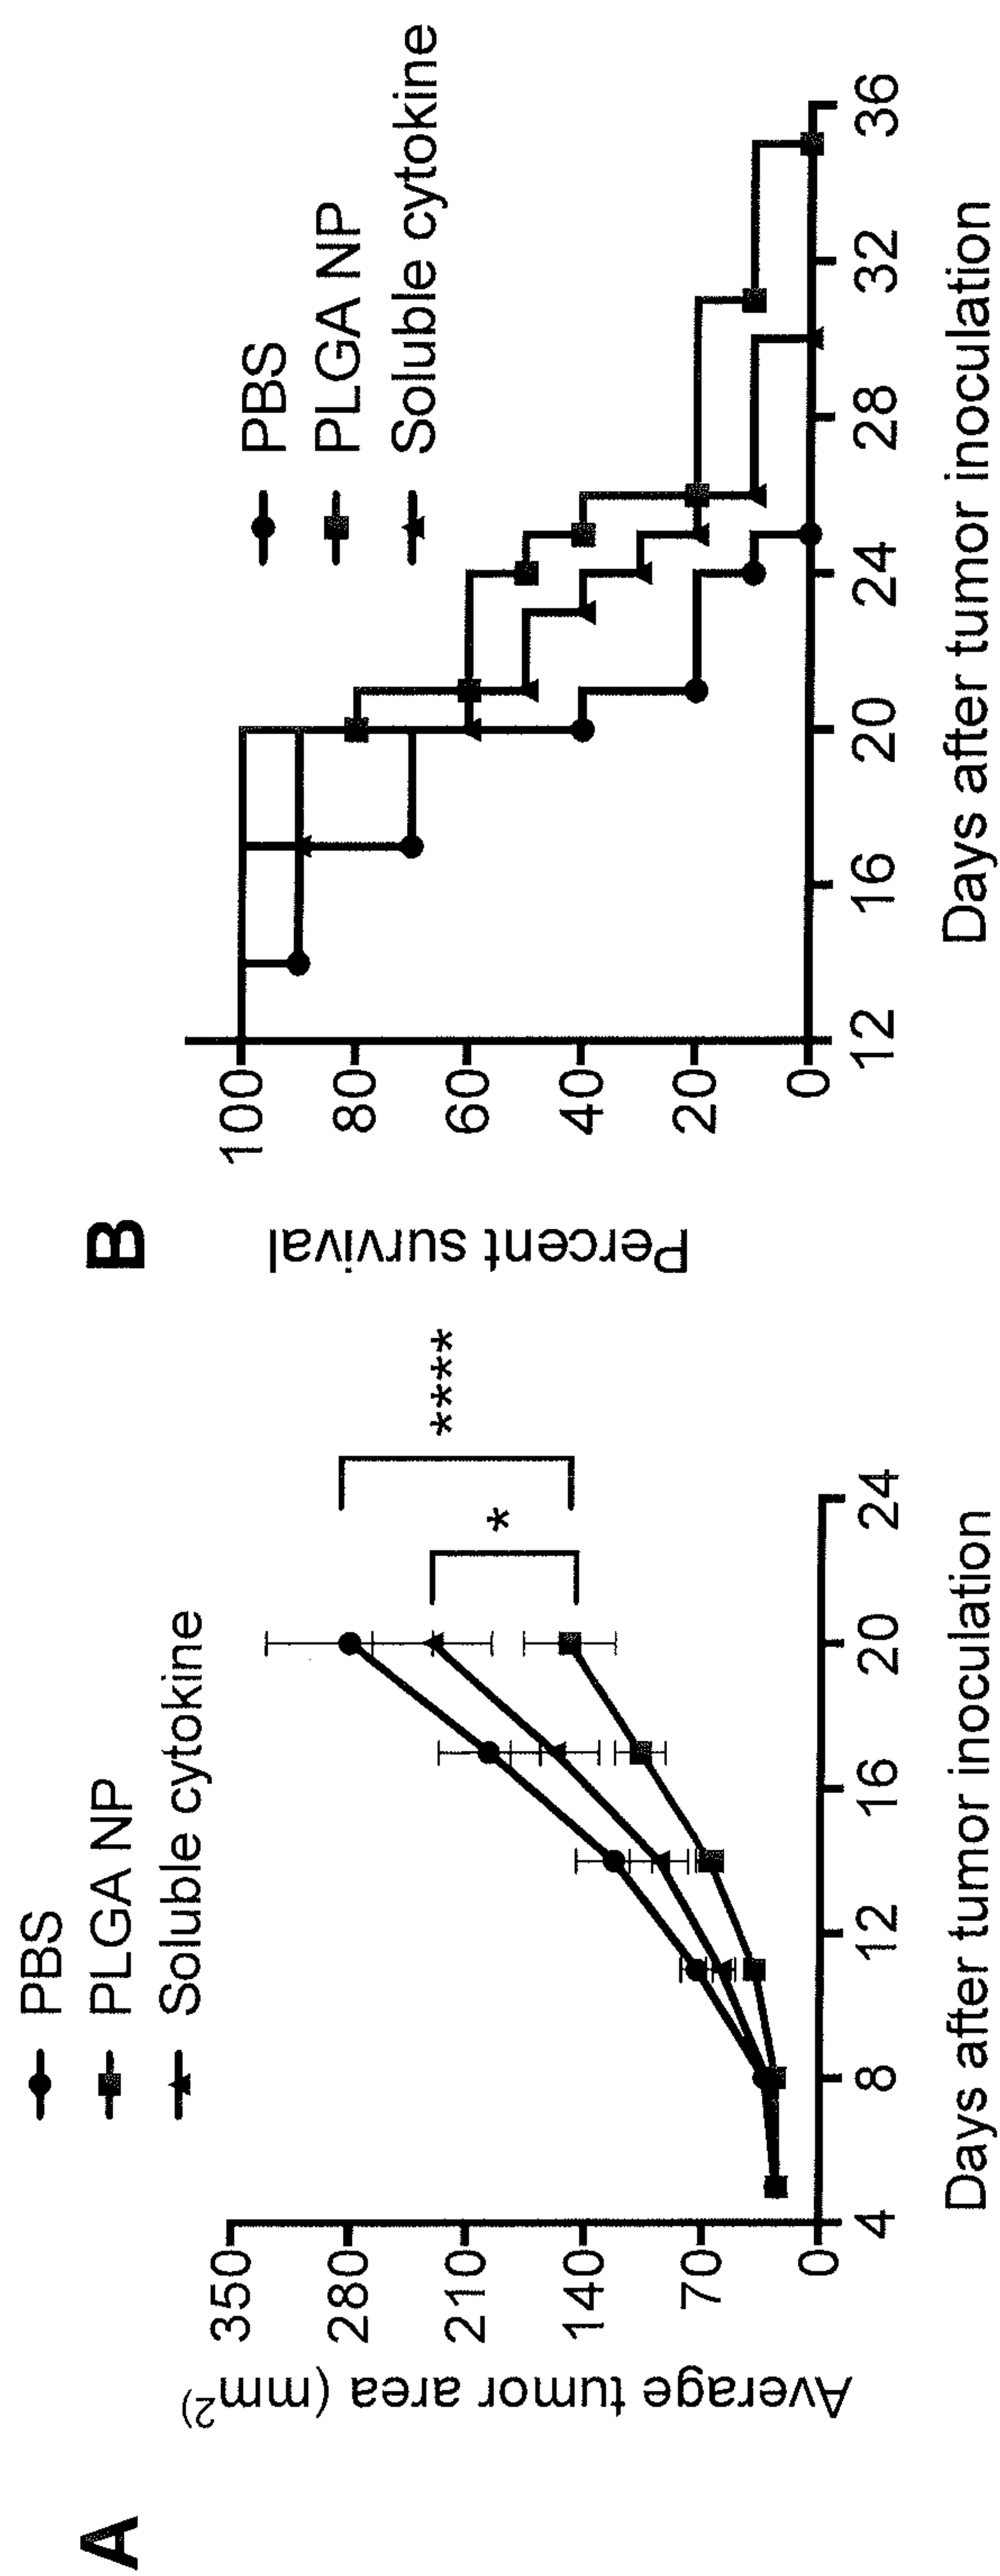 A
PBS
PLGA NP
Soluble cytokine
Average tumor area (mm²)
350
280
210
140
70
0
4
8
12
16
20
24
Days after tumor inoculation
*
****
B
PBS
PLGA NP
Soluble cytokine
Percent survival
100
80
60
40
20
0
12
16
20
24
28
32
36
Days after tumor inoculation